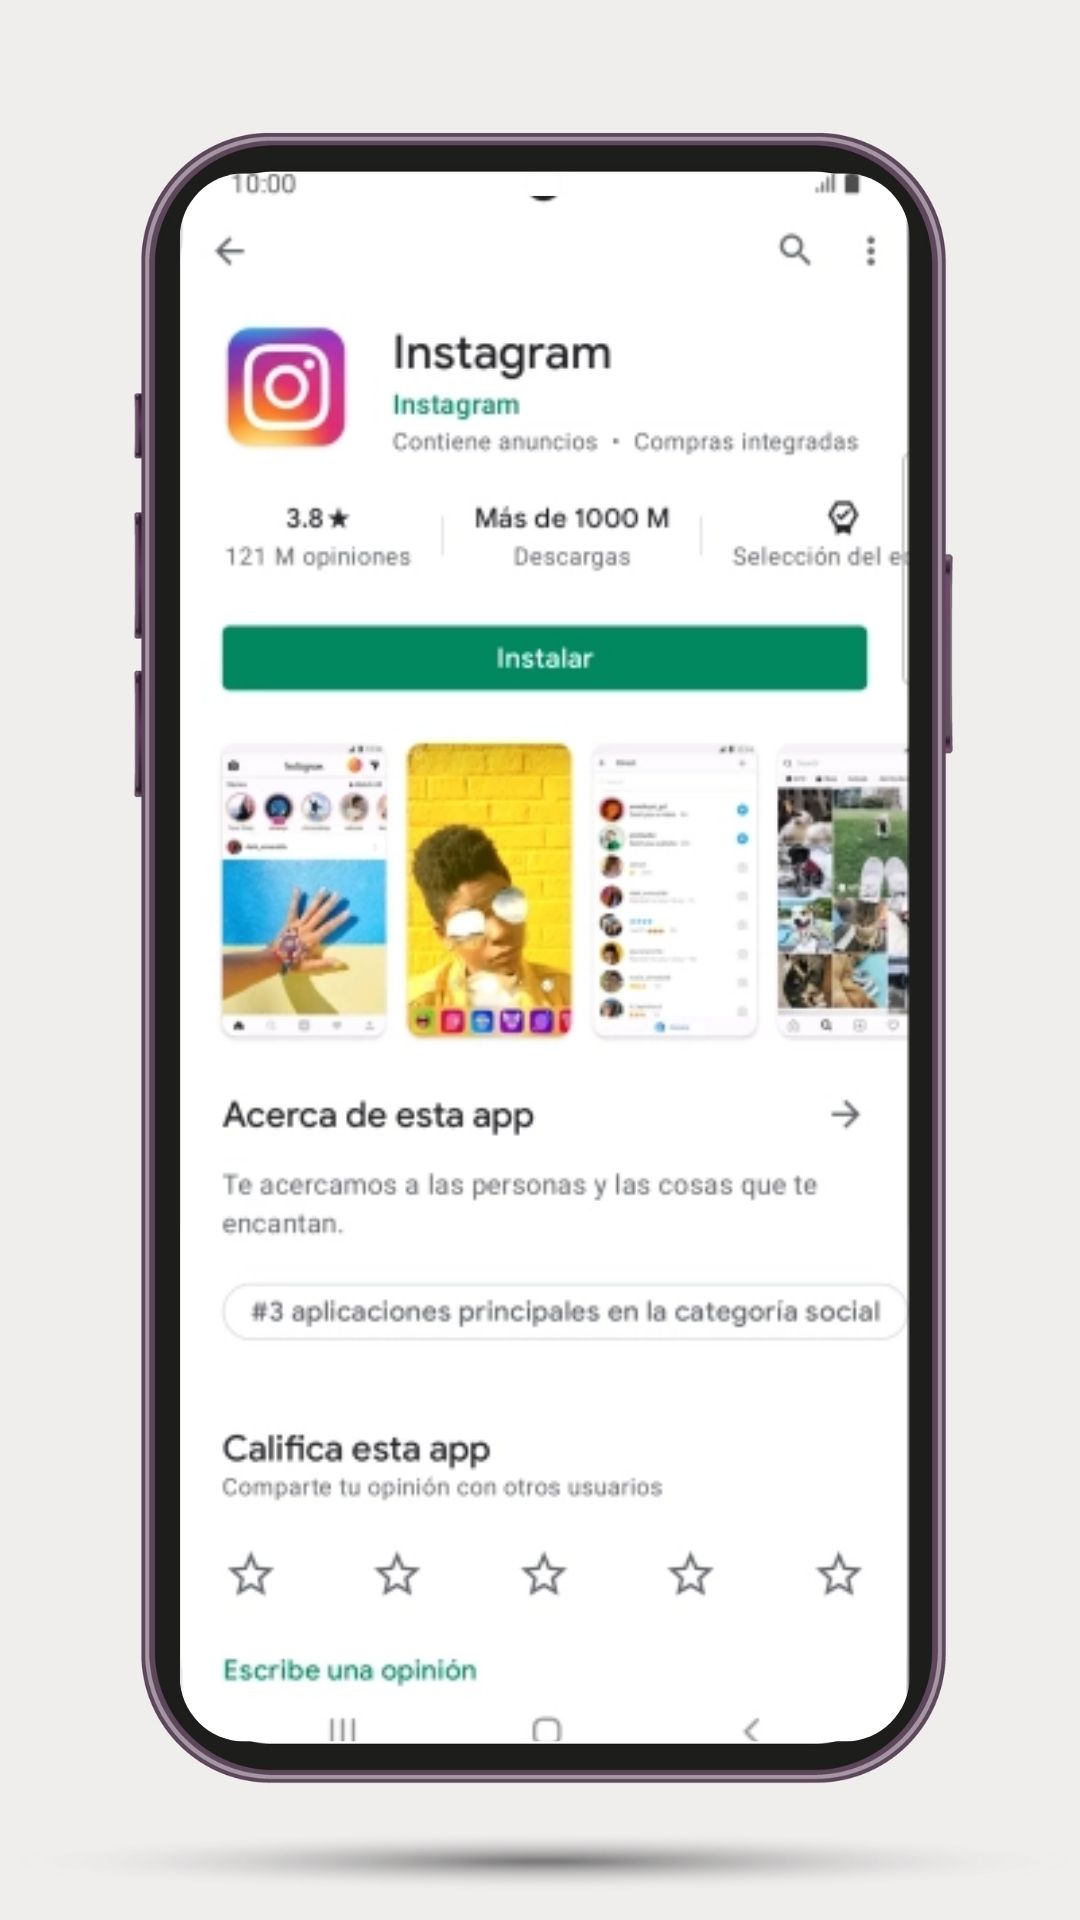 10:00
Instagram
Instagram
Contiene anuncios • Compras integradas
3.8★ Más de 1000 M
121 M opiniones Descargas Selección del
Instalar
Instagram
Acerca de esta app
Te acercamos a las personas y las cosas que te
encantan.
#3 aplicaciones principales en la categoría social
Califica esta app
Comparte tu opinión con otros usuarios
Escribe una opinión